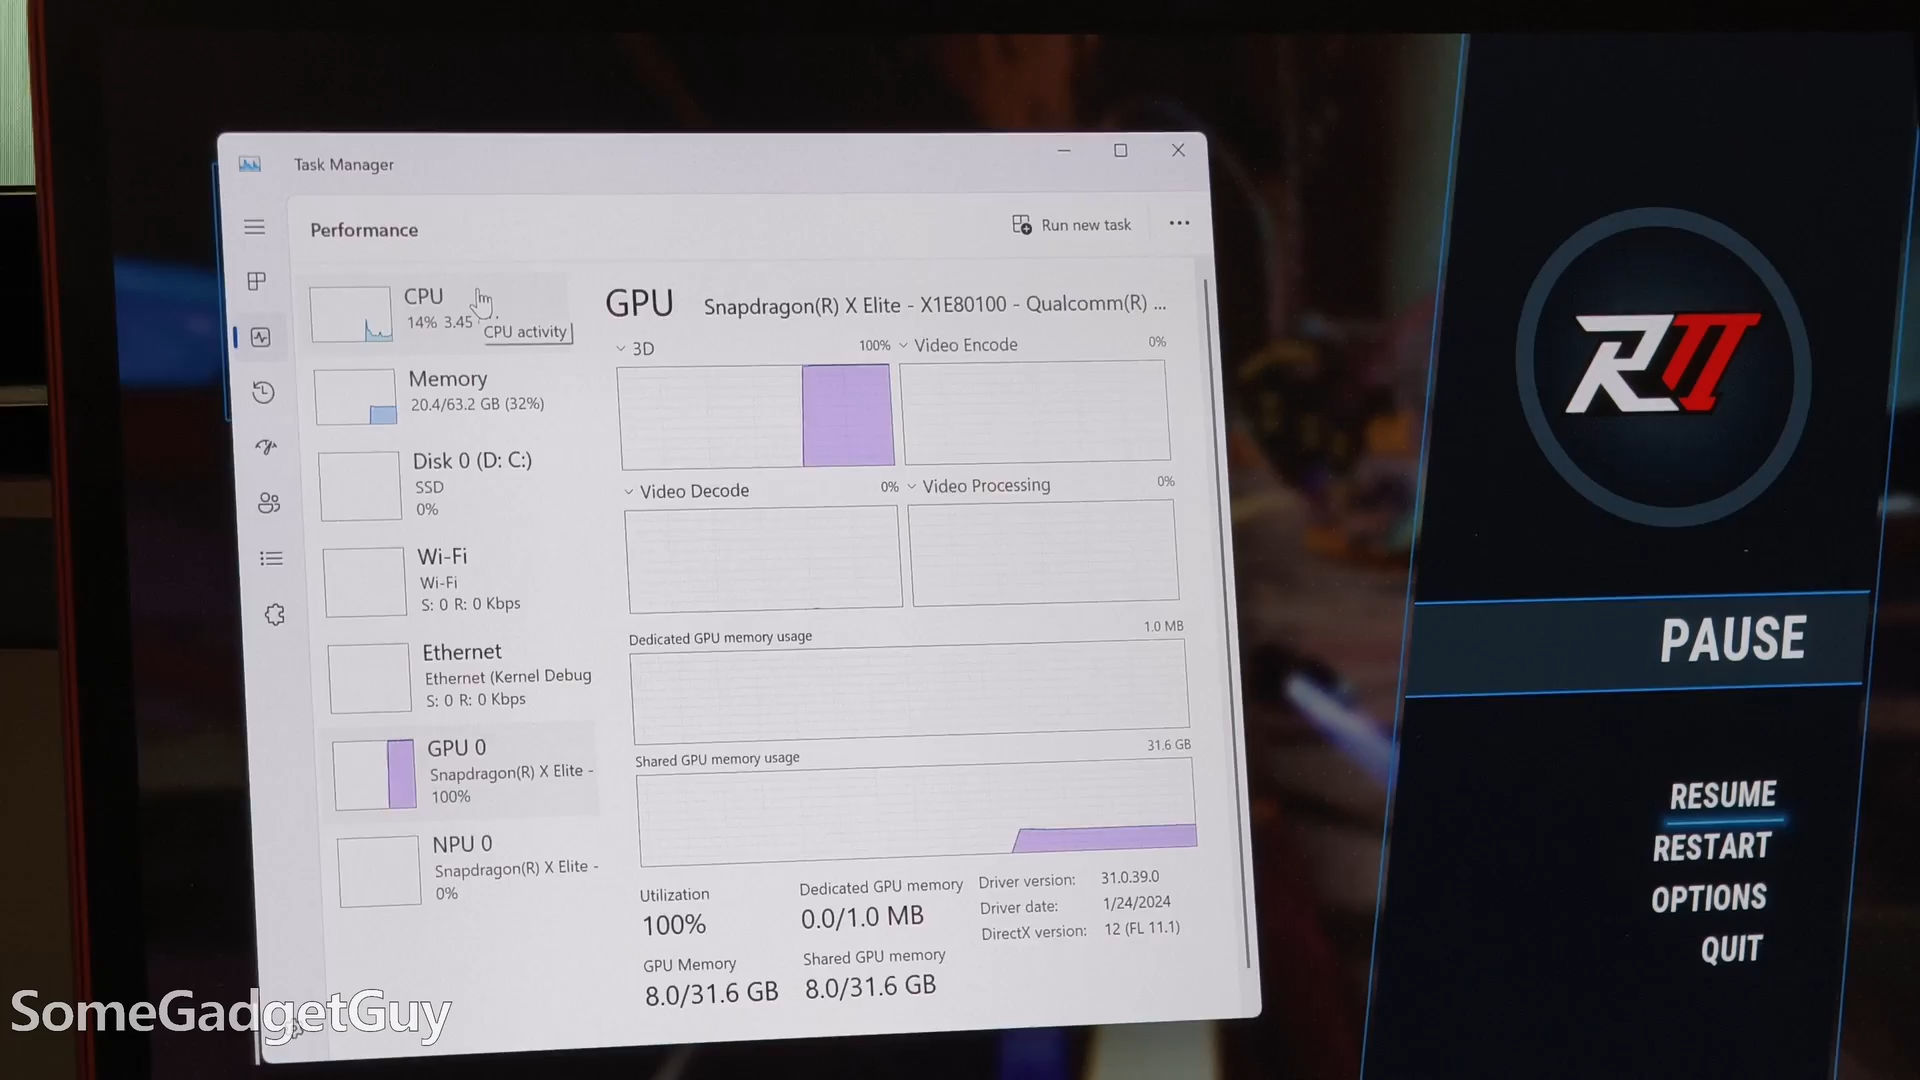 Task Manager
Performance
Run new task
CPU
14% 3.45
CPU activity
Memory
20.4/63.2 GB (32%)
Disk 0 (D: C:)
SSD
0%
Wi-Fi
Wi-Fi
S: 0 R: 0 Kbps
Ethernet
Ethernet (Kernel Debug
S: 0 R: 0 Kbps
GPU 0
Snapdragon(R) X Elite -
100%
NPU 0
Snapdragon(R) X Elite -
0%
GPU Snapdragon(R) X Elite - X1E80100 - Qualcomm(R) ...
3D 100%
Video Encode 0%
Video Decode 0%
Video Processing 0%
Dedicated GPU memory usage 1.0 MB
Shared GPU memory usage 31.6 GB
Utilization
100%
Dedicated GPU memory
0.0/1.0 MB
Driver version: 31.0.39.0
Driver date: 1/24/2024
DirectX version: 12 (FL 11.1)
GPU Memory
8.0/31.6 GB
Shared GPU memory
8.0/31.6 GB
RII
PAUSE
RESUME
RESTART
OPTIONS
QUIT
SomeGadgetGuy